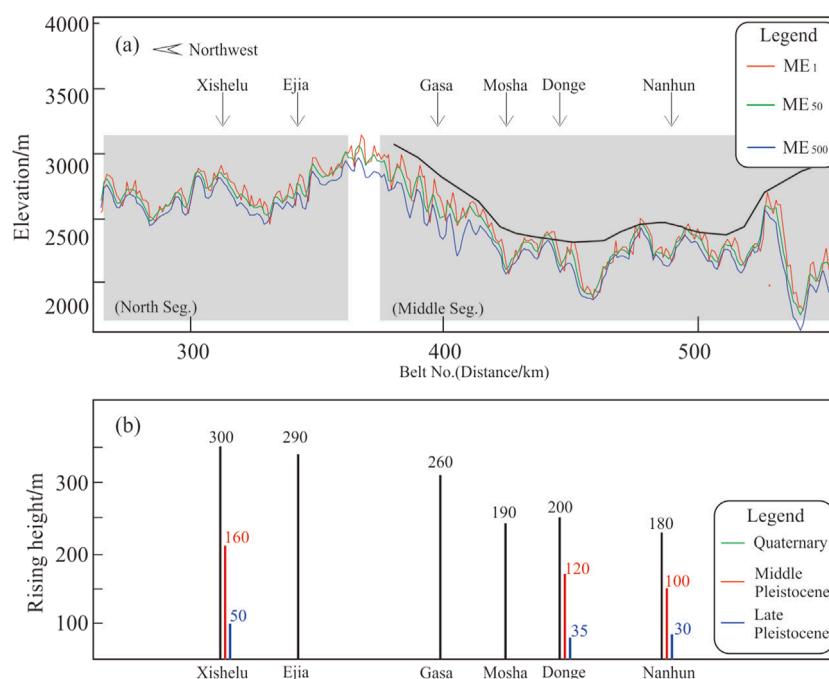 4000
(a)
Northwest
Legend
ME1
ME50
ME500
3500
Xishelu Ejia Gasa Mosha Donge Nanhun
3000
Elevation/m
2500
2000
(North Seg.) (Middle Seg.)
300 400 500
Belt No.(Distance/km)
(b)
300 290 260 190 200 180
160 120 100
50 35 30
Rising height/m
300
200
100
Legend
Quaternary
Middle
Pleistocene
Late
Pleistocene
Xishelu Ejia Gasa Mosha Donge Nanhun